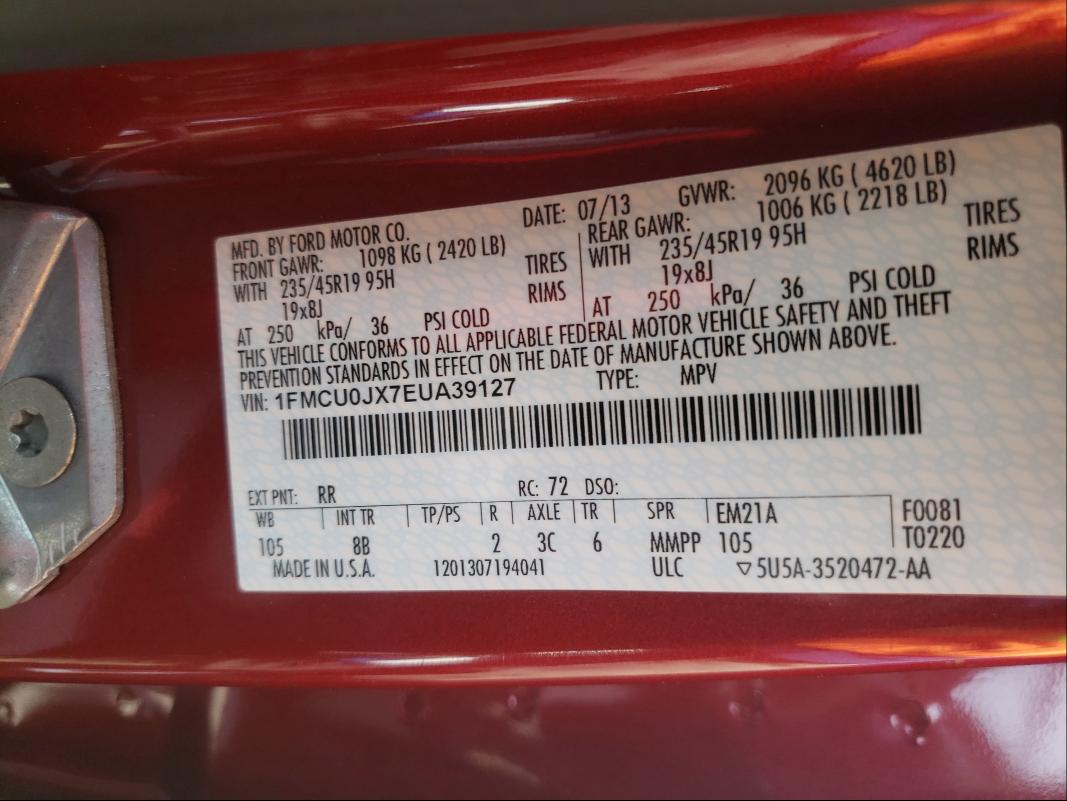 MFD. BY FORD MOTOR CO. DATE: 07/13 GVWR: 2096 KG ( 4620 LB)
FRONT GAWR: 1098 KG ( 2420 LB) REAR GAWR: 1006 KG ( 2218 LB)
WITH 235/45R19 95H TIRES WITH 235/45R19 95H TIRES
19x8J RIMS 19x8J RIMS
AT 250 kPa/ 36 PSI COLD AT 250 kPa/ 36 PSI COLD
THIS VEHICLE CONFORMS TO ALL APPLICABLE FEDERAL MOTOR VEHICLE SAFETY AND THEFT
PREVENTION STANDARDS IN EFFECT ON THE DATE OF MANUFACTURE SHOWN ABOVE.
VIN: 1FMCU0JX7EUA39127 TYPE: MPV
EXT PNT: RR RC: 72 DSO:
WB INT TR TP/PS R AXLE TR SPR EM21A F0081
105 8B 2 3C 6 MMPP 105 T0220
MADE IN U.S.A. 1201307194041 ULC ▽5U5A-3520472-AA